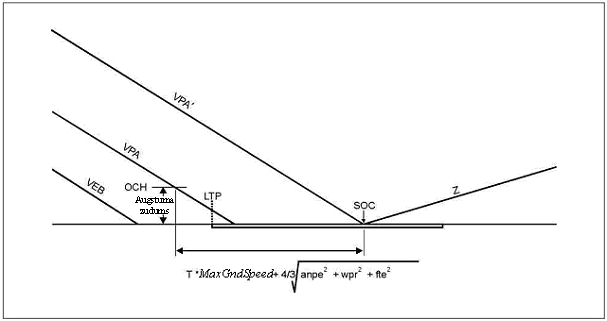 VPA'
VPA
VEB
OCH
Augstuma
zudums
LTP
SOC
Z
T *MaxGndSpeed+ 4/3√anpe² + wpr² + fte²